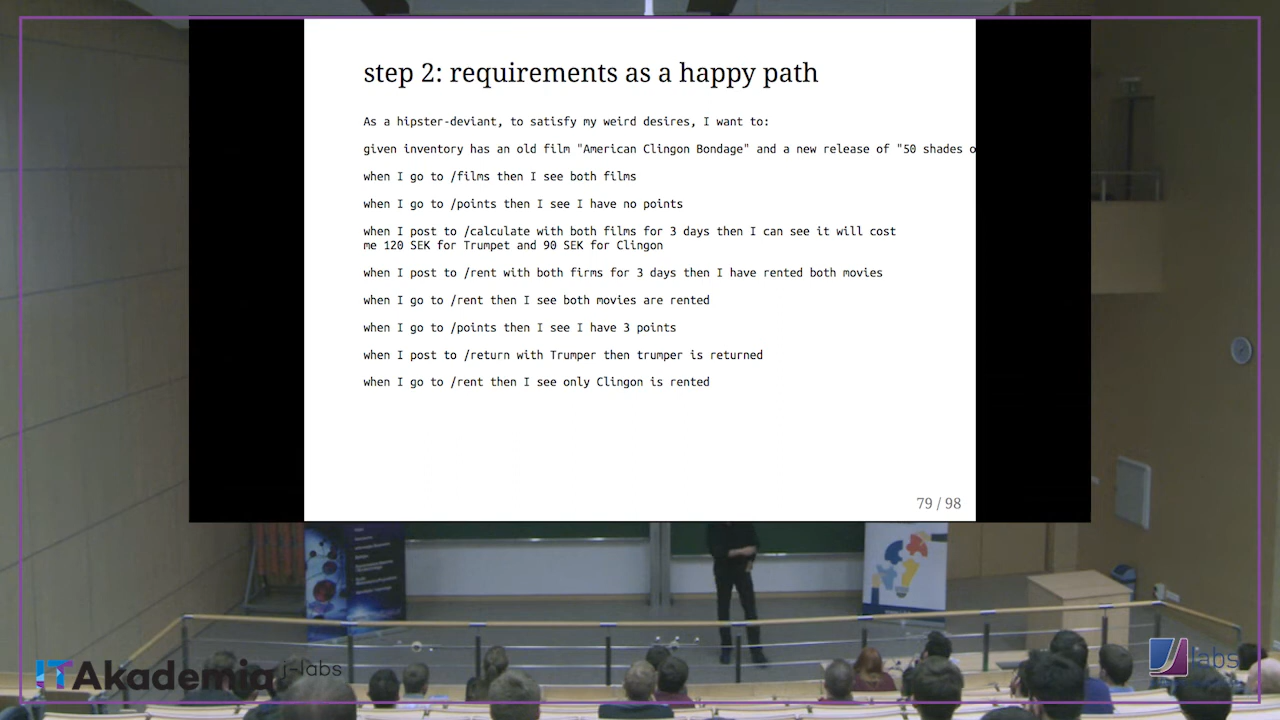 step 2: requirements as a happy path
As a hipster-deviant, to satisfy my weird desires, I want to:
given inventory has an old film "American Clingon Bondage" and a new release of "50 shades o
when I go to /films then I see both films
when I go to /points then I see I have no points
when I post to /calculate with both films for 3 days then I can see it will cost
me 120 SEK for Trumpet and 90 SEK for Clingon
when I post to /rent with both firms for 3 days then I have rented both movies
when I go to /rent then I see both movies are rented
when I go to /points then I see I have 3 points
when I post to /return with Trumper then trumper is returned
when I go to /rent then I see only Clingon is rented
79 / 98
ITAkademia j-labs
labs